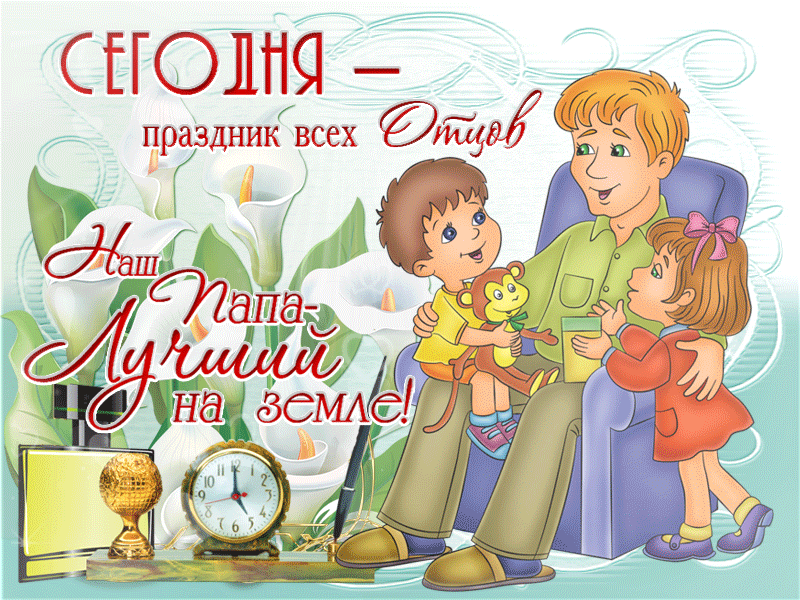 СЕГОДНЯ –
праздник всех Отцов
Наш
Папа-
Лучший
на земле!